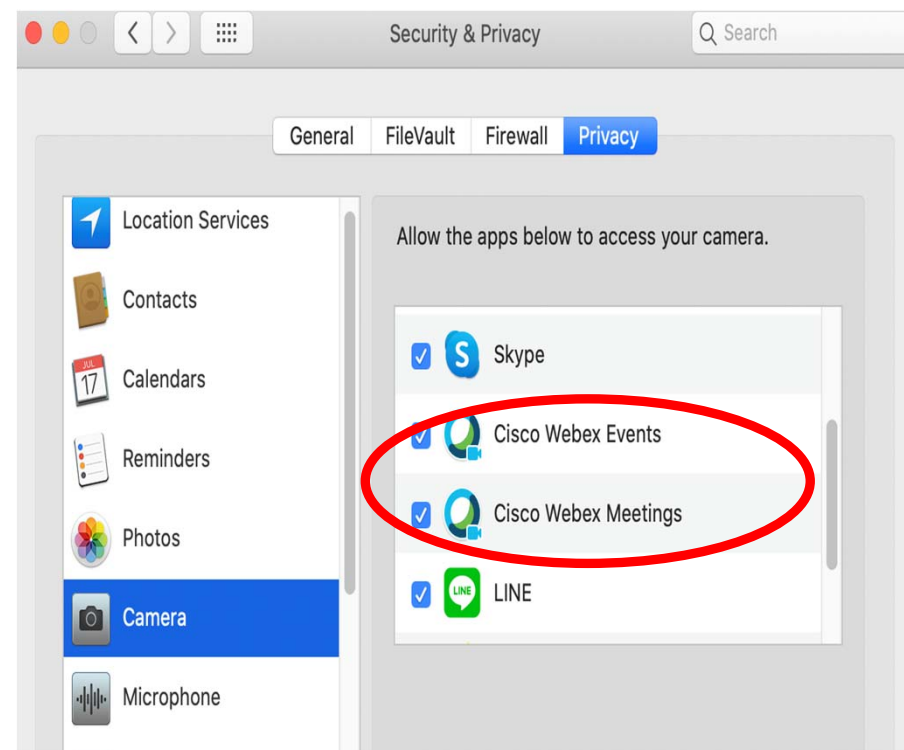 Security & Privacy
Search
General FileVault Firewall Privacy
Location Services
Contacts
JUL
17
Calendars
Reminders
Photos
Camera
Microphone
Allow the apps below to access your camera.
S
Skype
Cisco Webex Events
Cisco Webex Meetings
LINE
LINE